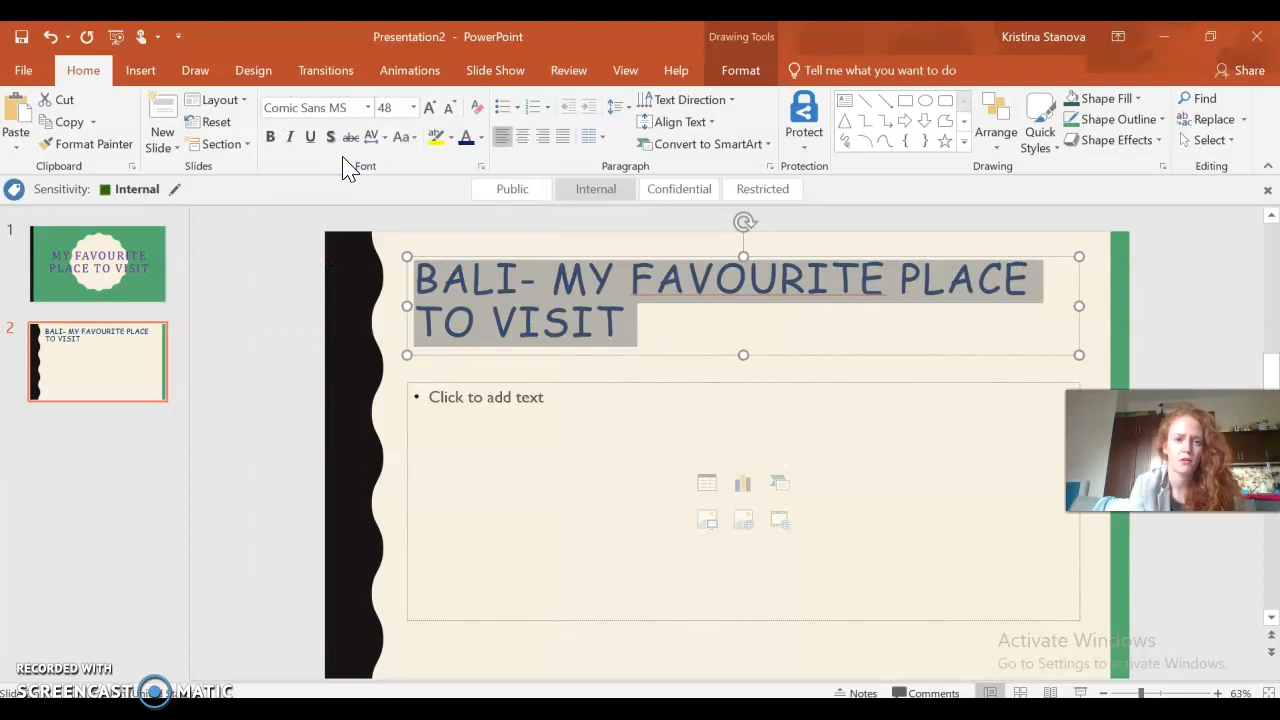 Presentation2 - PowerPoint
Drawing Tools
Kristina Stanova
File Home Insert Draw Design Transitions Animations Slide Show Review View Help Format Tell me what you want to do Share
Paste
Cut
Copy
Format Painter
Clipboard
New Slide
Layout
Reset
Section
Slides
Comic Sans MS 48
B I U S abc AV Aa A
Font
Text Direction
Align Text
Convert to SmartArt
Paragraph
Protect
Protection
Arrange
Quick Styles
Shape Fill
Shape Outline
Shape Effects
Drawing
Find
Replace
Select
Editing
Sensitivity: Internal
Public Internal Confidential Restricted
1
MY FAVOURITE
PLACE TO VISIT
2
BALI- MY FAVOURITE PLACE
TO VISIT
BALI- MY FAVOURITE PLACE
TO VISIT
• Click to add text
Activate Windows
Go to Settings to activate Windows.
RECORDED WITH
SCREENCAST MATIC
Notes Comments 63%